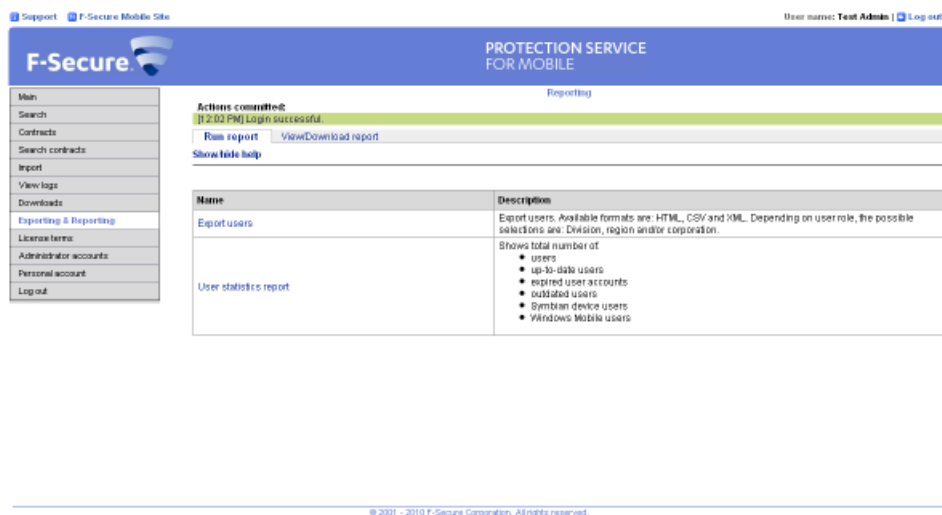 Support F-Secure Mobile Site
User name: Test Admin | Log out
F-Secure.
PROTECTION SERVICE
FOR MOBILE
Main
Search
Contracts
Search contracts
Import
View logs
Downloads
Exporting & Reporting
License terms
Administrator accounts
Personal account
Log out
Reporting
Actions committed:
[12:02 PM] Login successful.
Run report View/Download report
Show/hide help
Name Description
Export users
Export users. Available formats are: HTML, CSV and XML. Depending on user role, the possible
selections are: Division, region and/or corporation.
User statistics report
Shows total number of:
• users
• up-to-date users
• expired user accounts
• outdated users
• Symbian device users
• Windows Mobile users
© 2001 - 2010 F-Secure Corporation. All rights reserved.